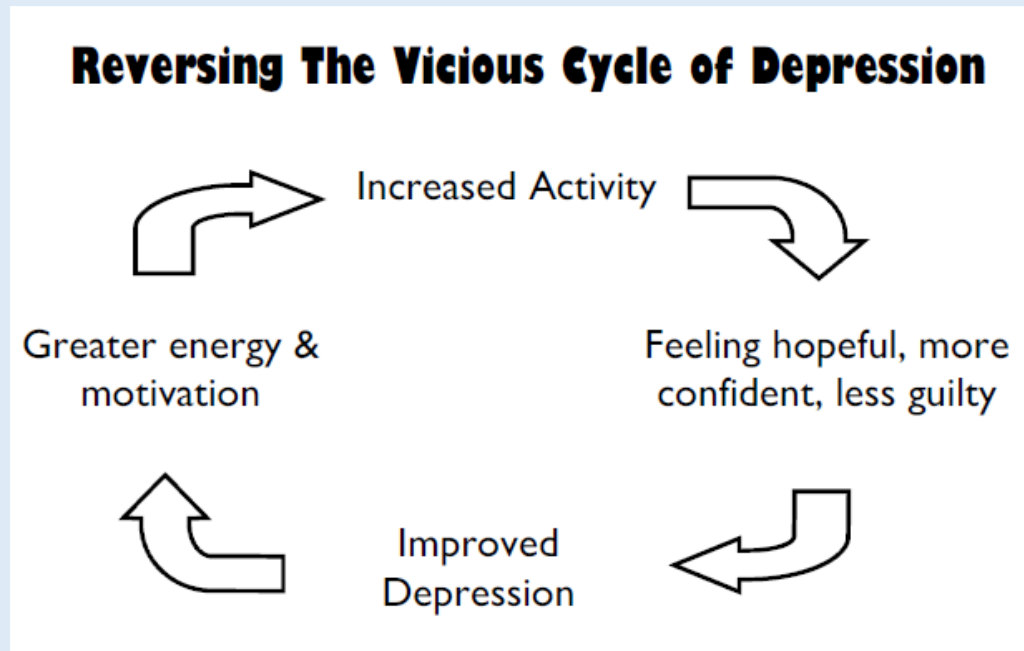 Reversing The Vicious Cycle of Depression
Increased Activity
Greater energy &
motivation
Feeling hopeful, more
confident, less guilty
Improved
Depression